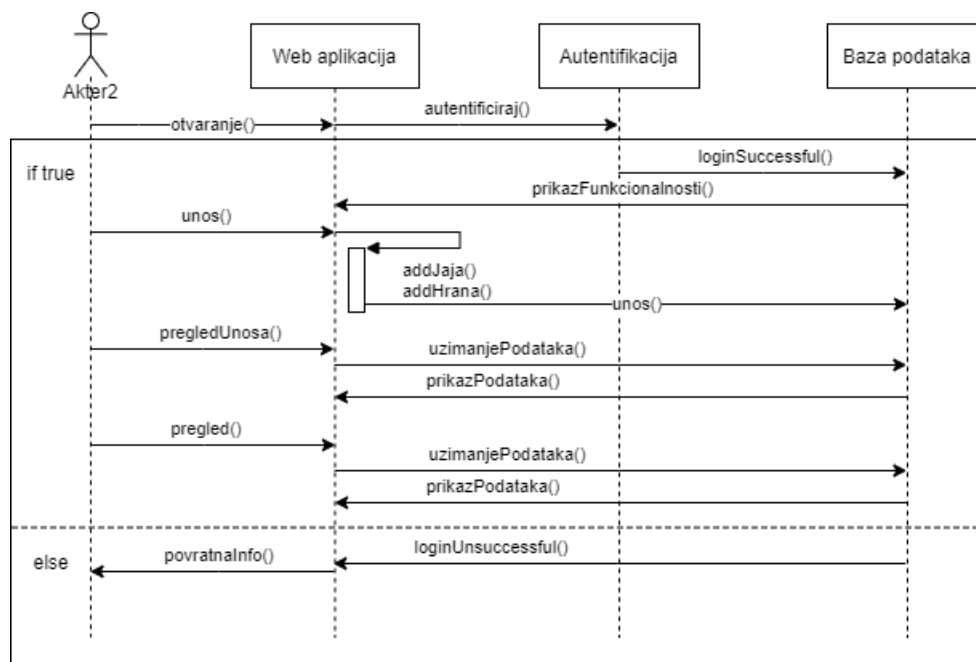 Web aplikacija
Autentifikacija
Baza podataka
Akter2
otvaranje()
autentificiraj()
if true
loginSuccessful()
prikazFunkcionalnosti()
unos()
addJaja()
addHrana()
unos()
pregledUnosa()
uzimanjePodataka()
prikazPodataka()
pregled()
uzimanjePodataka()
prikazPodataka()
else
povratnaInfo()
loginUnsuccessful()